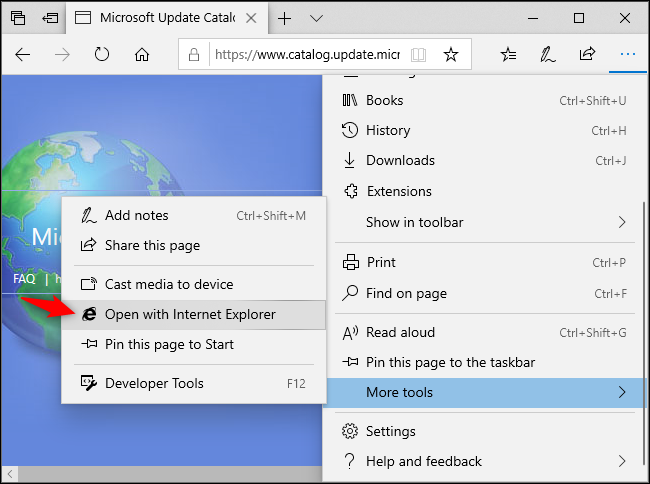 Microsoft Update Catalo
https://www.catalog.update.micr
Books Ctrl+Shift+U
History Ctrl+H
Downloads Ctrl+J
Extensions
Show in toolbar
Print Ctrl+P
Find on page Ctrl+F
Read aloud Ctrl+Shift+G
Pin this page to the taskbar
More tools
Settings
Help and feedback
Add notes Ctrl+Shift+M
Share this page
Cast media to device
Open with Internet Explorer
Pin this page to Start
Developer Tools F12
Mic
FAQ | h